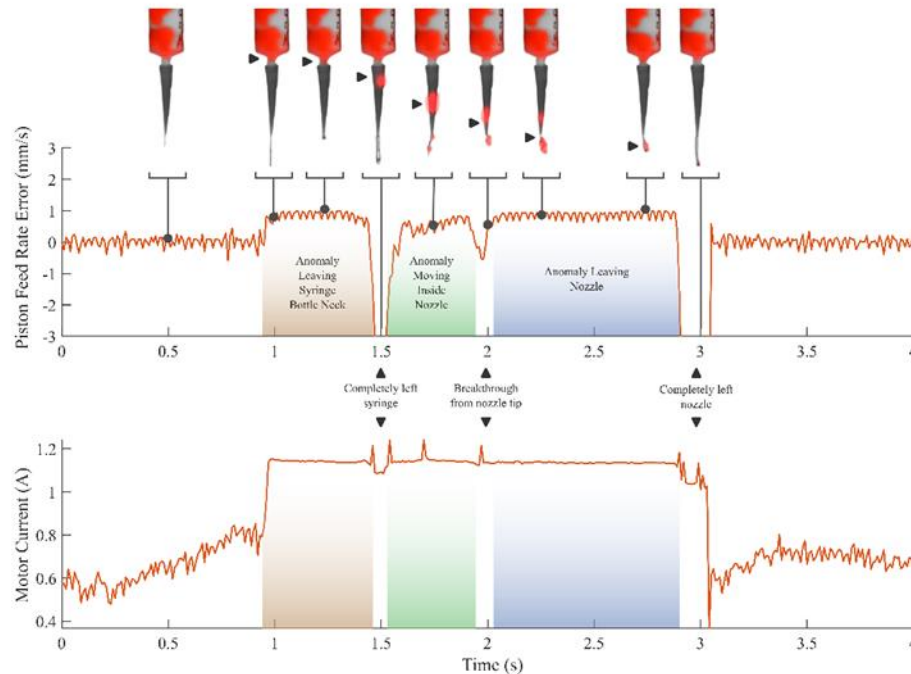 Piston Feed Rate Error (mm/s)
3
2
1
0
-1
-2
-3
Anomaly
Leaving
Syringe
Bottle Neck
Anomaly
Moving
Inside
Nozzle
Anomaly Leaving
Nozzle
0 0.5 1 1.5 2 2.5 3 3.5 4
Completely left
syringe
Breakthrough
from nozzle tip
Completely left
nozzle
Motor Current (A)
1.2
1
0.8
0.6
0.4
0 0.5 1 1.5 2 2.5 3 3.5 4
Time (s)